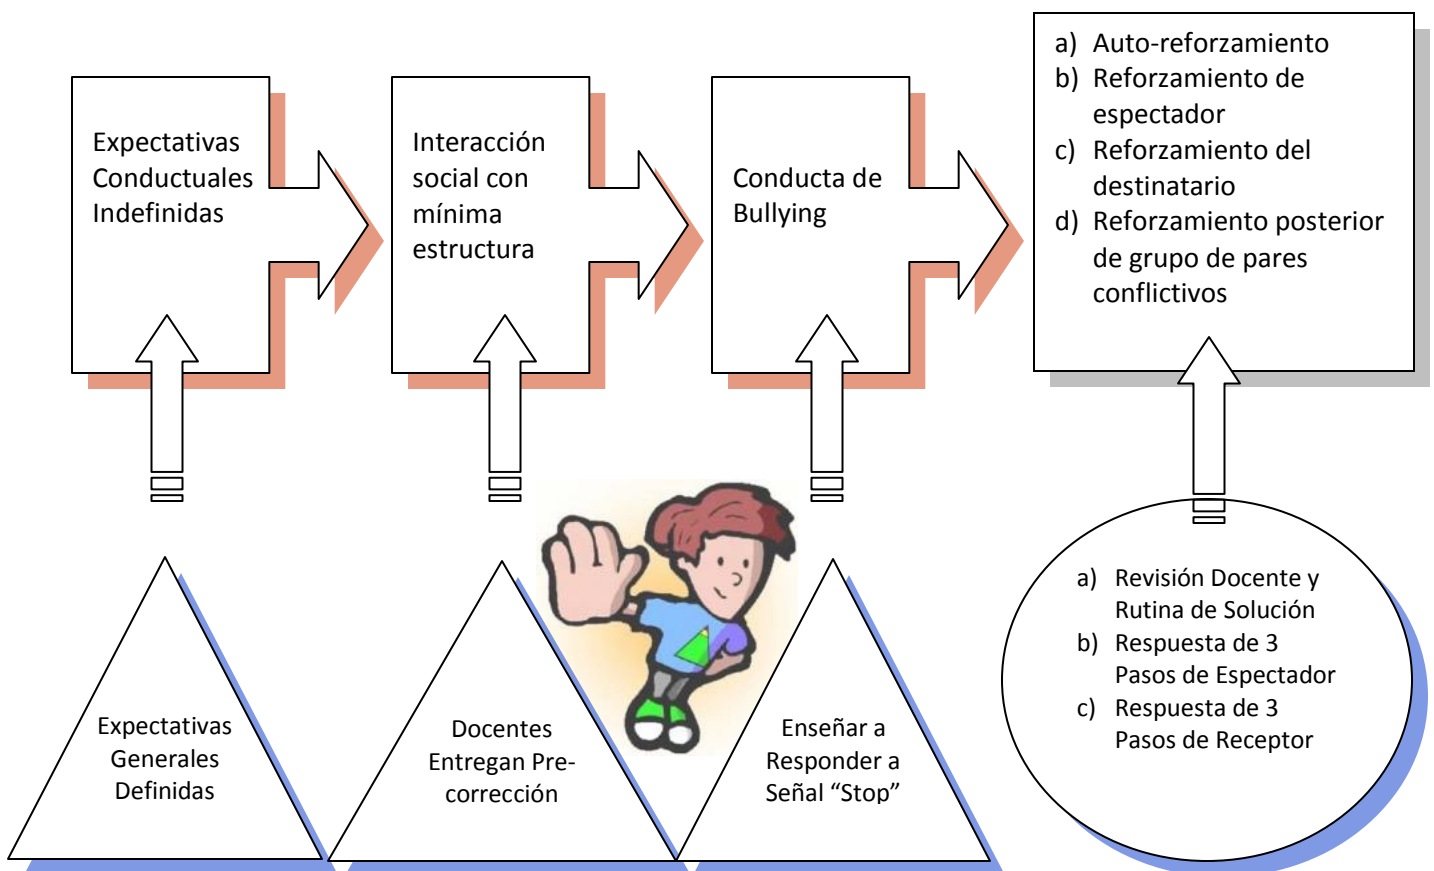 Expectativas
Conductuales
Indefinidas
Interacción
social con
mínima
estructura
Conducta de
Bullying
a) Auto-reforzamiento
b) Reforzamiento de
espectador
c) Reforzamiento del
destinatario
d) Reforzamiento posterior
de grupo de pares
conflictivos
Expectativas
Generales
Definidas
Docentes
Entregan Pre-
corrección
Enseñar a
Responder a
Señal “Stop”
a) Revisión Docente y
Rutina de Solución
b) Respuesta de 3
Pasos de Espectador
c) Respuesta de 3
Pasos de Receptor